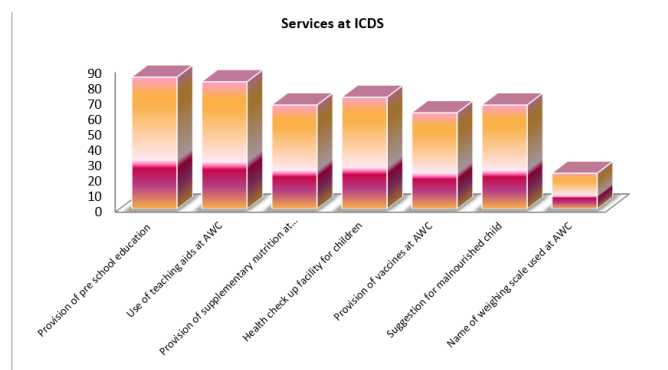 Services at ICDS
90
80
70
60
50
40
30
20
10
0
Provision of pre school education
Use of teaching aids at AWC
Provision of supplementary nutrition at...
Health check up facility for children
Provision of vaccines at AWC
Suggestion for malnourished child
Name of weighing scale used at AWC